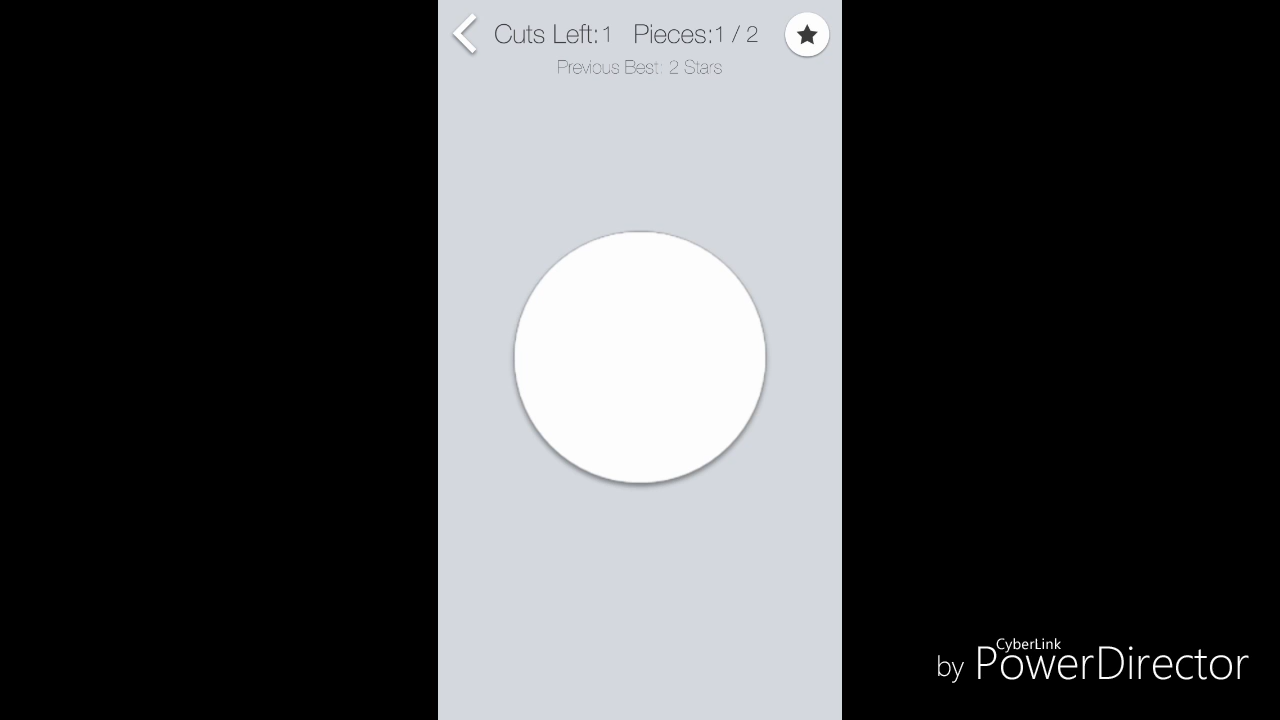 Cuts Left:1 Pieces:1 / 2
Previous Best: 2 Stars
CyberLink
by PowerDirector